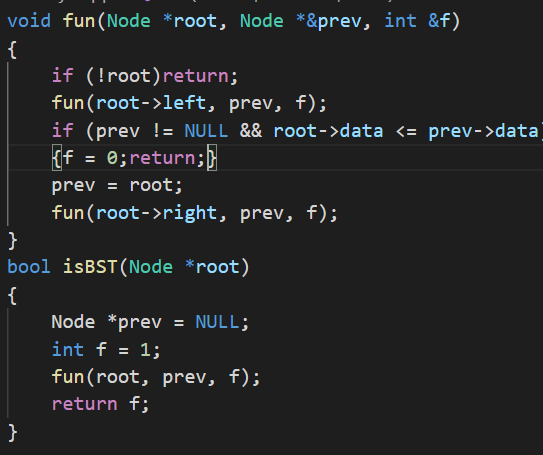 void fun(Node *root, Node *&prev, int &f)
{
    if (!root)return;
    fun(root->left, prev, f);
    if (prev != NULL && root->data <= prev->data)
    {f = 0;return;}
    prev = root;
    fun(root->right, prev, f);
}
bool isBST(Node *root)
{
    Node *prev = NULL;
    int f = 1;
    fun(root, prev, f);
    return f;
}